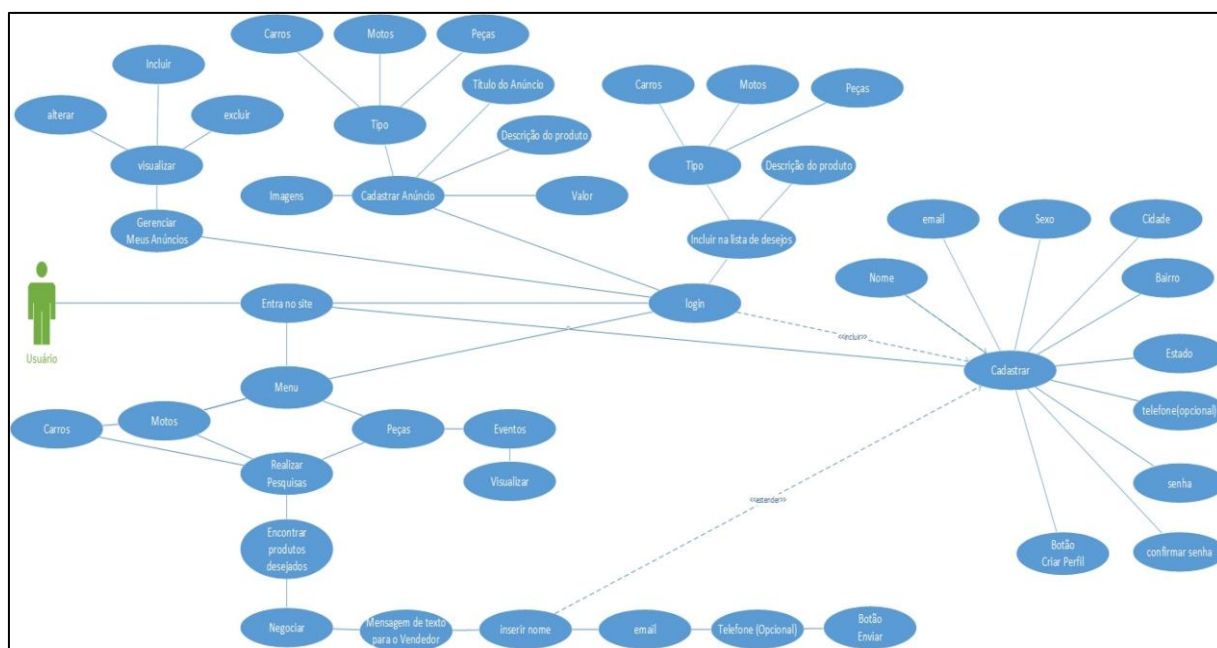 Carros
Motos
Peças
Incluir
Título do Anúncio
Carros
Motos
Peças
alterar
excluir
Tipo
Descrição do produto
visualizar
Tipo
Descrição do produto
Imagens
Cadastrar Anúncio
Valor
email
Sexo
Cidade
Gerenciar
Meus Anúncios
Incluir na lista de desejos
Nome
Bairro
Entra no site
login
<<incluir>>
Usuário
Estado
Cadastrar
Menu
telefone(opcional)
Carros
Motos
Peças
Eventos
Realizar
Pesquisas
Visualizar
senha
<<estender>>
Encontrar
produtos
desejados
Botão
Criar Perfil
confirmar senha
Negociar
Mensagem de texto
para o Vendedor
inserir nome
email
Telefone (Opcional)
Botão
Enviar